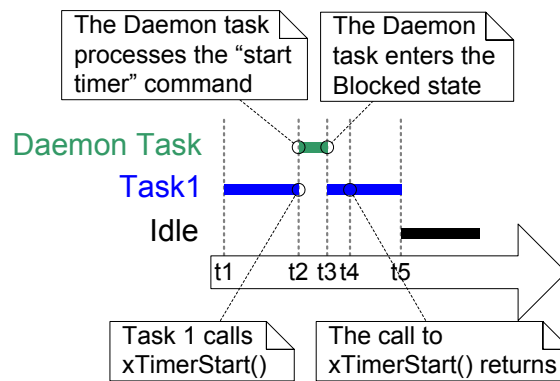 The Daemon task
processes the “start
timer” command
The Daemon
task enters the
Blocked state
Daemon Task
Task1
Idle
t1 t2 t3 t4 t5
Task 1 calls
xTimerStart()
The call to
xTimerStart() returns